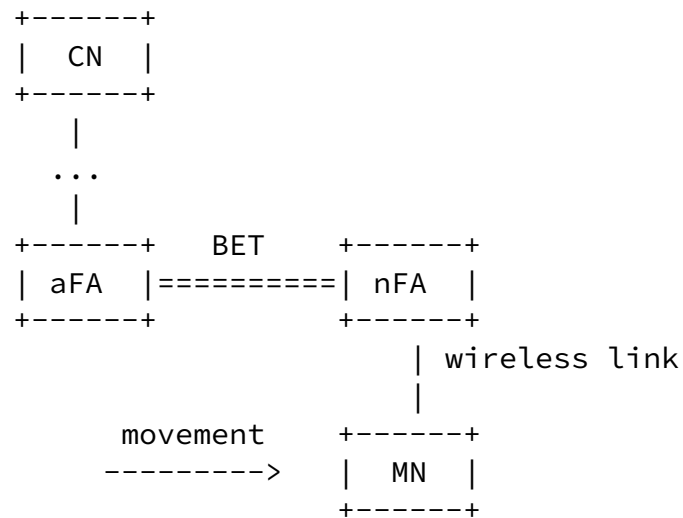 +------+
|  CN  |
+------+
    |
   ...
    |
+------+    BET     +------+
| aFA  |==========| nFA  |
+------+            +------+
                        | wireless link
                        |
      movement      +------+
     --------->     |  MN  |
                    +------+